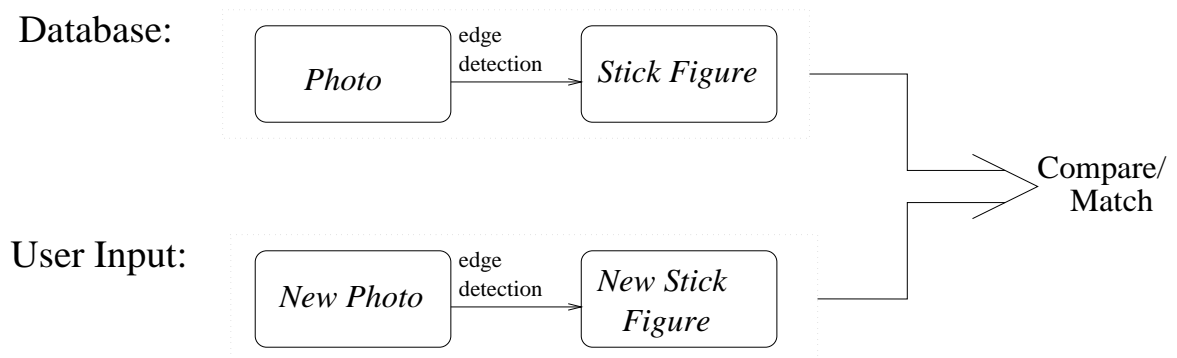 Database:
Photo
edge
detection
Stick Figure
Compare/
Match
User Input:
New Photo
edge
detection
New Stick
Figure